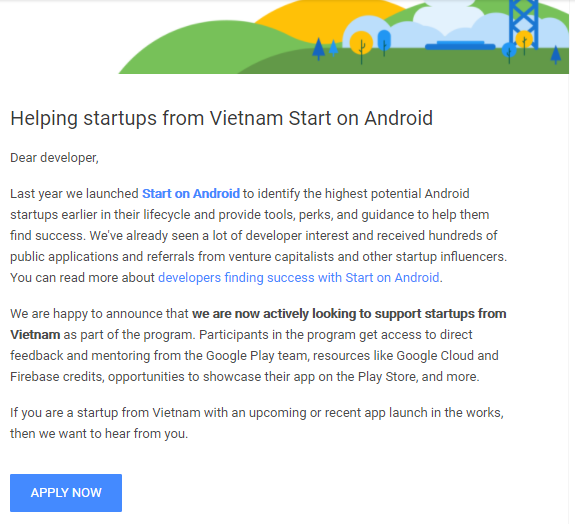 Helping startups from Vietnam Start on Android
Dear developer,
Last year we launched Start on Android to identify the highest potential Android
startups earlier in their lifecycle and provide tools, perks, and guidance to help them
find success. We've already seen a lot of developer interest and received hundreds of
public applications and referrals from venture capitalists and other startup influencers.
You can read more about developers finding success with Start on Android.
We are happy to announce that we are now actively looking to support startups from
Vietnam as part of the program. Participants in the program get access to direct
feedback and mentoring from the Google Play team, resources like Google Cloud and
Firebase credits, opportunities to showcase their app on the Play Store, and more.
If you are a startup from Vietnam with an upcoming or recent app launch in the works,
then we want to hear from you.
APPLY NOW